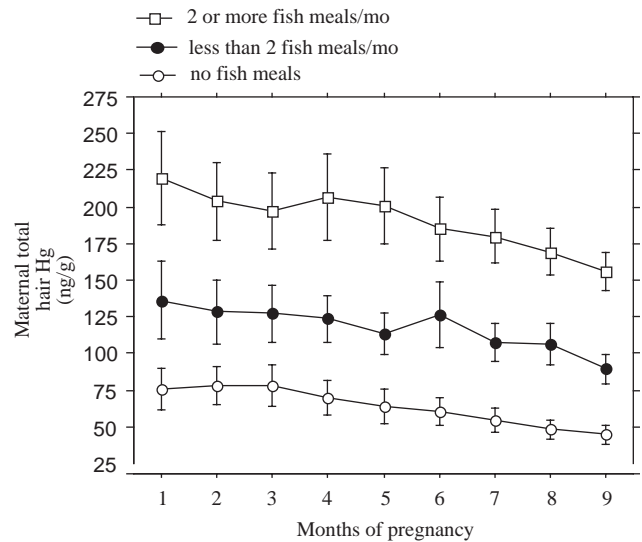 2 or more fish meals/mo
less than 2 fish meals/mo
no fish meals
275
250
225
200
175
150
125
100
75
50
25
Maternal total
hair Hg
(ng/g)
1 2 3 4 5 6 7 8 9
Months of pregnancy